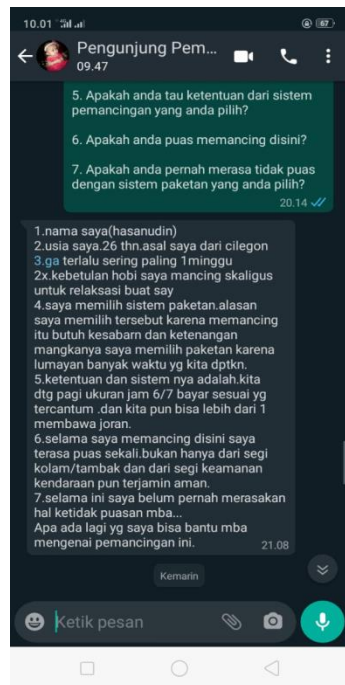 10.01
67
Pengunjung Pem...
09.47
5. Apakah anda tau ketentuan dari sistem
pemancingan yang anda pilih?
6. Apakah anda puas memancing disini?
7. Apakah anda pernah merasa tidak puas
dengan sistem paketan yang anda pilih?
20.14
1.nama saya(hasanudin)
2.usia saya.26 thn.asal saya dari cilegon
3.ga terlalu sering paling 1minggu
2x.kebetulan hobi saya mancing skaligus
untuk relaksasi buat say
4.saya memilih sistem paketan.alasan
saya memilih tersebut karena memancing
itu butuh kesabarn dan ketenangan
mangkanya saya memilih paketan karena
lumayan banyak waktu yg kita dptkn.
5.ketentuan dan sistem nya adalah.kita
dtg pagi ukuran jam 6/7 bayar sesuai yg
tercantum .dan kita pun bisa lebih dari 1
membawa joran.
6.selama saya memancing disini saya
terasa puas sekali.bukan hanya dari segi
kolam/tambak dan dari segi keamanan
kendaraan pun terjamin aman.
7.selama ini saya belum pernah merasakan
hal ketidak puasan mba...
Apa ada lagi yg saya bisa bantu mba
mengenai pemancingan ini.
21.08
Kemarin
Ketik pesan